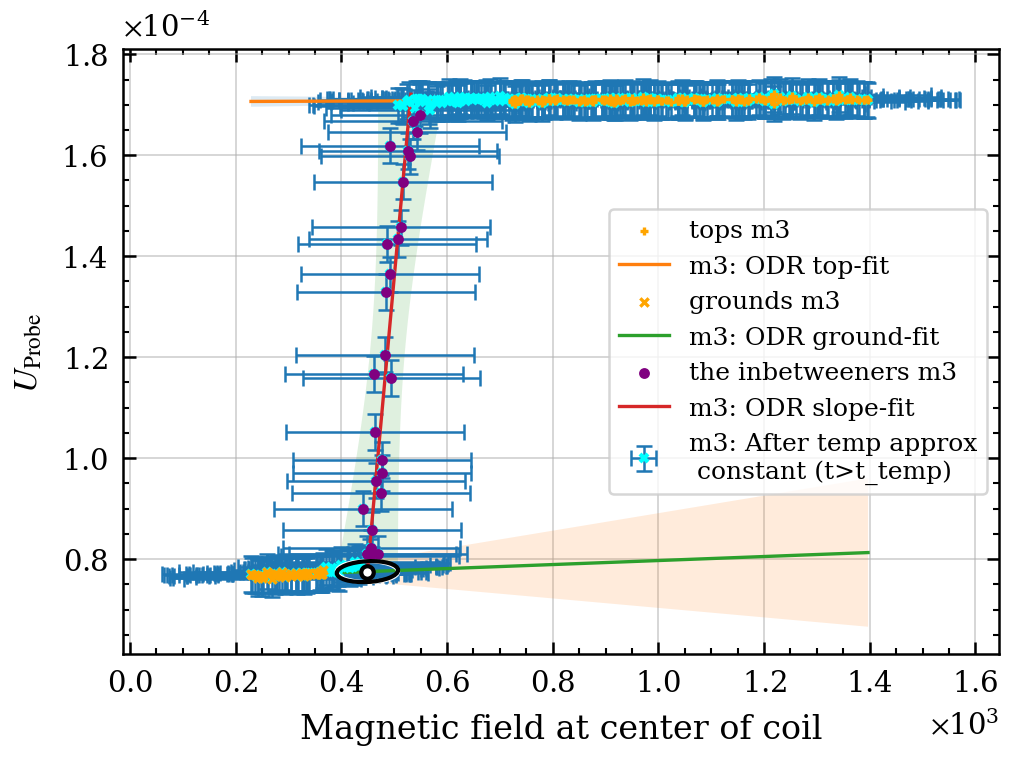 ×10⁻⁴
1.8
1.6
1.4
1.2
1.0
0.8
U_Probe
tops m3
m3: ODR top-fit
grounds m3
m3: ODR ground-fit
the inbetweeners m3
m3: ODR slope-fit
m3: After temp approx
constant (t>t_temp)
0.0 0.2 0.4 0.6 0.8 1.0 1.2 1.4 1.6
Magnetic field at center of coil
×10³